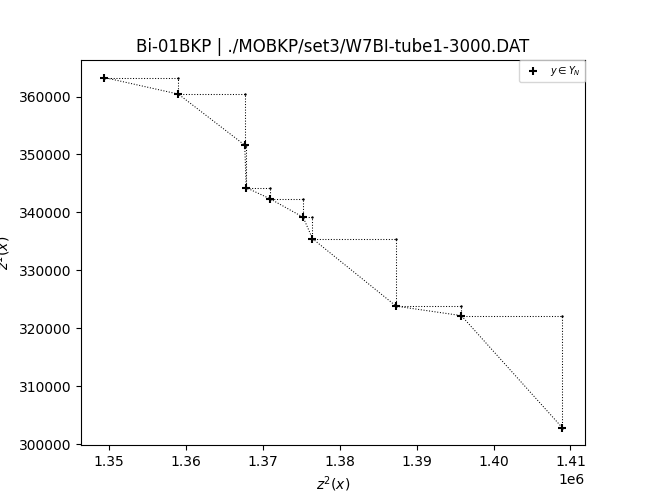 Bi-01BKP | ./MOBKP/set3/W7BI-tube1-3000.DAT
y ∈ Y_N
360000
350000
340000
330000
320000
310000
300000
1.35 1.36 1.37 1.38 1.39 1.40 1.41
1e6
z²(x)